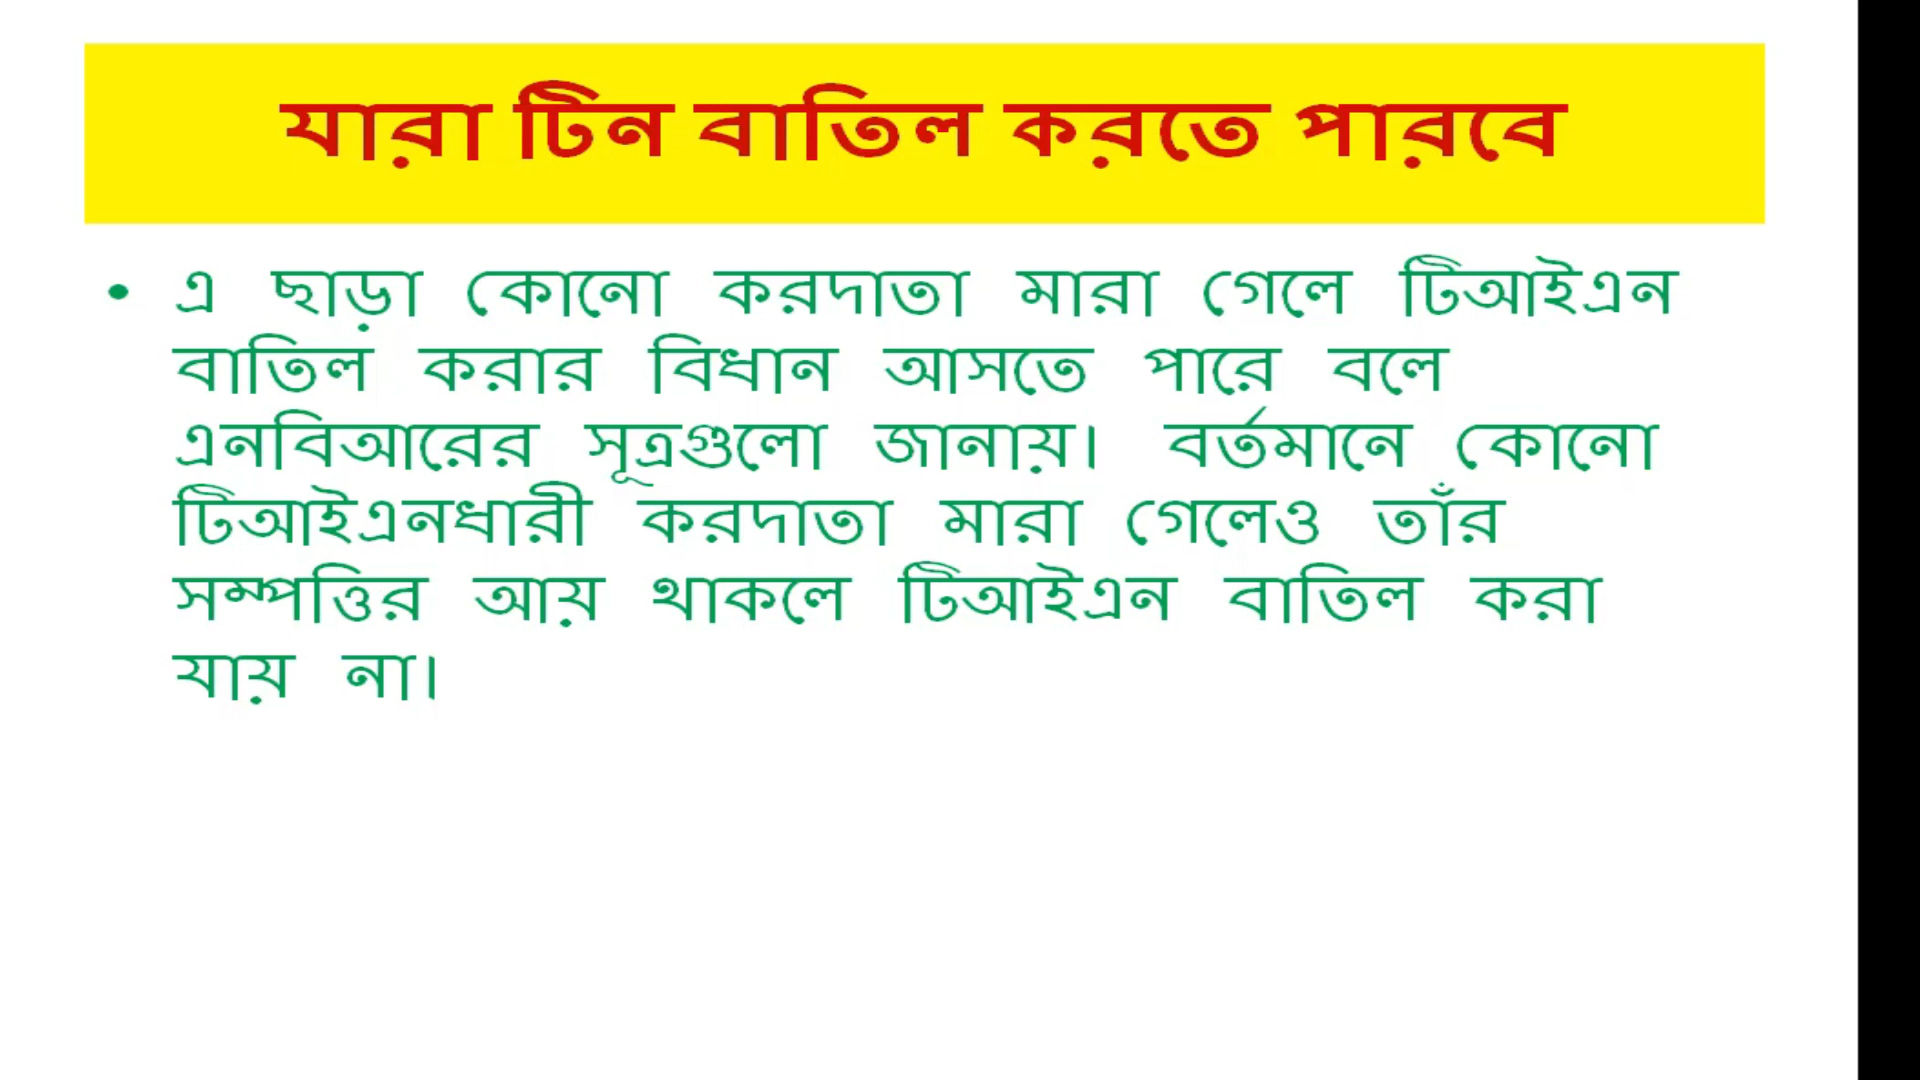 যারা টিন বাতিল করতে পারবে
• এ ছাড়া কোনো করদাতা মারা গেলে টিআইএন
বাতিল করার বিধান আসতে পারে বলে
এনবিআরের সূত্রগুলো জানায়। বর্তমানে কোনো
টিআইএনধারী করদাতা মারা গেলেও তাঁর
সম্পত্তির আয় থাকলে টিআইএন বাতিল করা
যায় না।